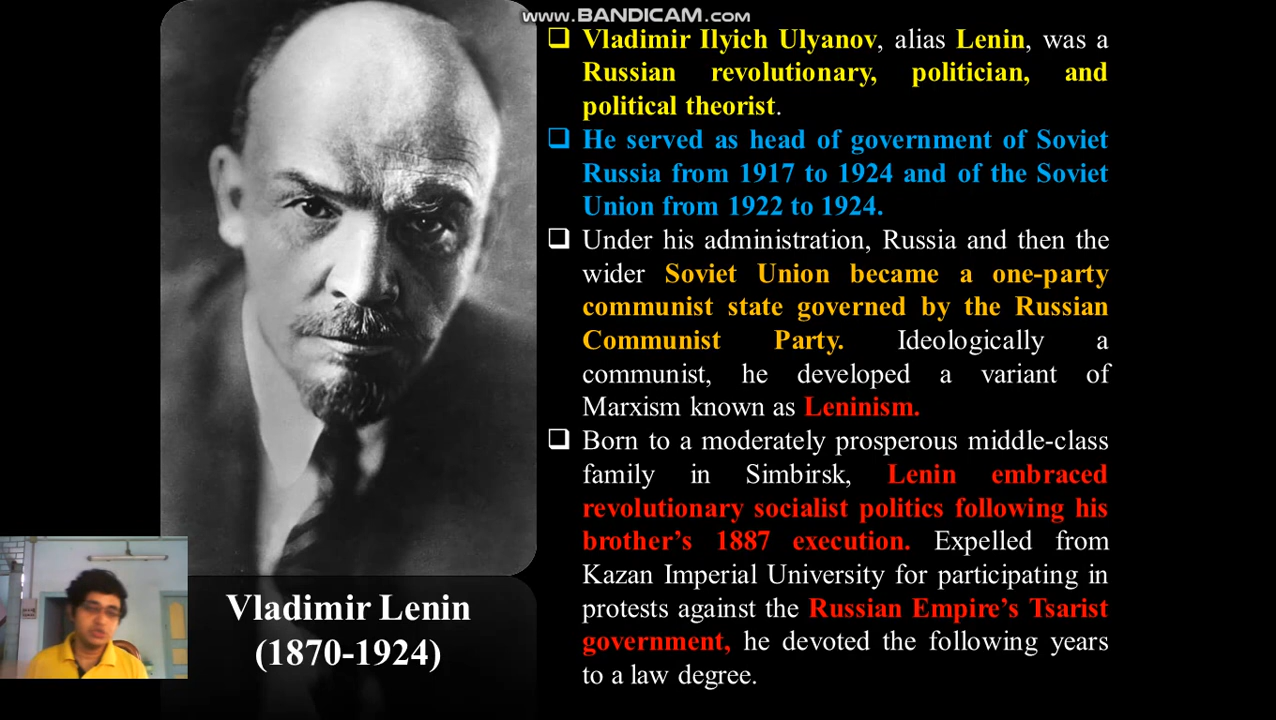 www.BANDICAM.com
❑ Vladimir Ilyich Ulyanov, alias Lenin, was a
Russian revolutionary, politician, and
political theorist.
❑ He served as head of government of Soviet
Russia from 1917 to 1924 and of the Soviet
Union from 1922 to 1924.
❑ Under his administration, Russia and then the
wider Soviet Union became a one-party
communist state governed by the Russian
Communist Party. Ideologically a
communist, he developed a variant of
Marxism known as Leninism.
❑ Born to a moderately prosperous middle-class
family in Simbirsk, Lenin embraced
revolutionary socialist politics following his
brother’s 1887 execution. Expelled from
Kazan Imperial University for participating in
protests against the Russian Empire’s Tsarist
government, he devoted the following years
to a law degree.
Vladimir Lenin
(1870-1924)